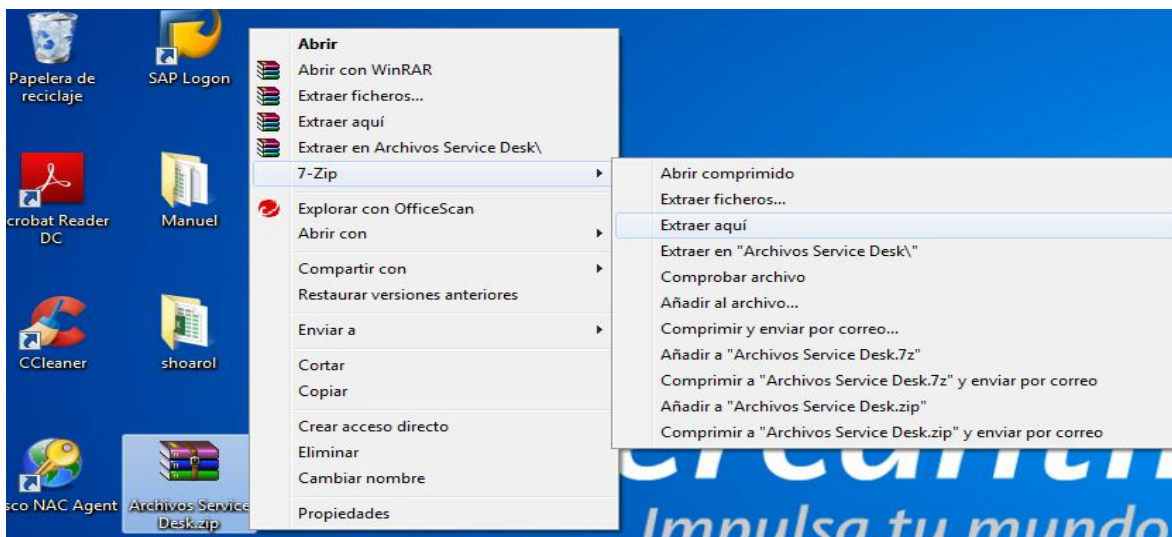 Papelera de
reciclaje
SAP Logon
crobat Reader
DC
Manuel
CCleaner
shoarol
sco NAC Agent
Archivos Service
Desk.zip
Abrir
Abrir con WinRAR
Extraer ficheros...
Extraer aquí
Extraer en Archivos Service Desk\
7-Zip
Explorar con OfficeScan
Abrir con
Compartir con
Restaurar versiones anteriores
Enviar a
Cortar
Copiar
Crear acceso directo
Eliminar
Cambiar nombre
Propiedades
Abrir comprimido
Extraer ficheros...
Extraer aquí
Extraer en "Archivos Service Desk\"
Comprobar archivo
Añadir al archivo...
Comprimir y enviar por correo...
Añadir a "Archivos Service Desk.7z"
Comprimir a "Archivos Service Desk.7z" y enviar por correo
Añadir a "Archivos Service Desk.zip"
Comprimir a "Archivos Service Desk.zip" y enviar por correo
Impulsa tu mundo